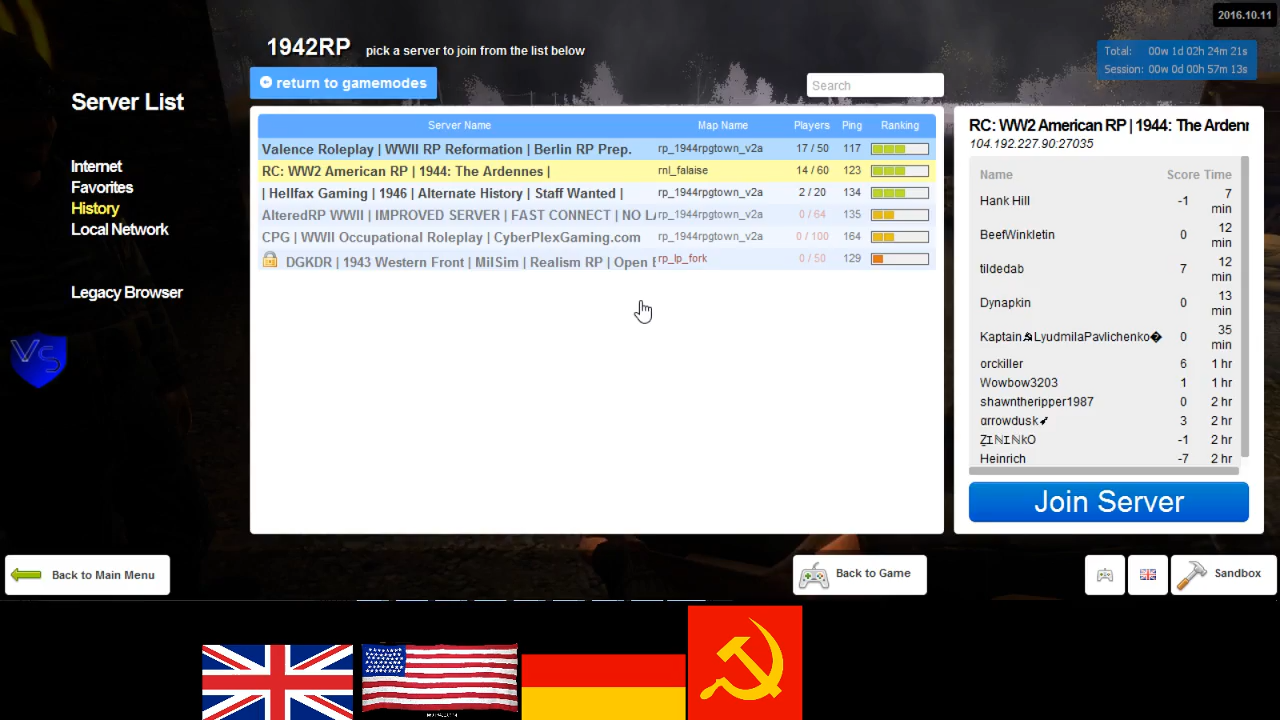 2016.10.11
1942RP pick a server to join from the list below
Total: 00w 1d 02h 24m 21s
Session: 00w 0d 00h 57m 13s
return to gamemodes
Search
Server List
Internet
Favorites
History
Local Network
Legacy Browser
VS
Server Name Map Name Players Ping Ranking
Valence Roleplay | WWII RP Reformation | Berlin RP Prep. rp_1944rpgtown_v2a 17 / 50 117
RC: WW2 American RP | 1944: The Ardennes | rnl_falaise 14 / 60 123
| Hellfax Gaming | 1946 | Alternate History | Staff Wanted | rp_1944rpgtown_v2a 2 / 20 134
AlteredRP WWII | IMPROVED SERVER | FAST CONNECT | NO LA rp_1944rpgtown_v2a 0 / 64 135
CPG | WWII Occupational Roleplay | CyberPlexGaming.com rp_1944rpgtown_v2a 0 / 100 164
DGKDR | 1943 Western Front | MilSim | Realism RP | Open E rp_lp_fork 0 / 50 129
RC: WW2 American RP | 1944: The Ardenn
104.192.227.90:27035
Name Score Time
Hank Hill -1 7 min
BeefWinkletin 0 12 min
tildedab 7 12 min
Dynapkin 0 13 min
Kaptain☭LyudmilaPavlichenko� 0 35 min
orckiller 6 1 hr
Wowbow3203 1 1 hr
shawntheripper1987 0 2 hr
αrrowdusk➶ 3 2 hr
-1 2 hr
Heinrich -7 2 hr
Join Server
Back to Main Menu
Back to Game
Sandbox